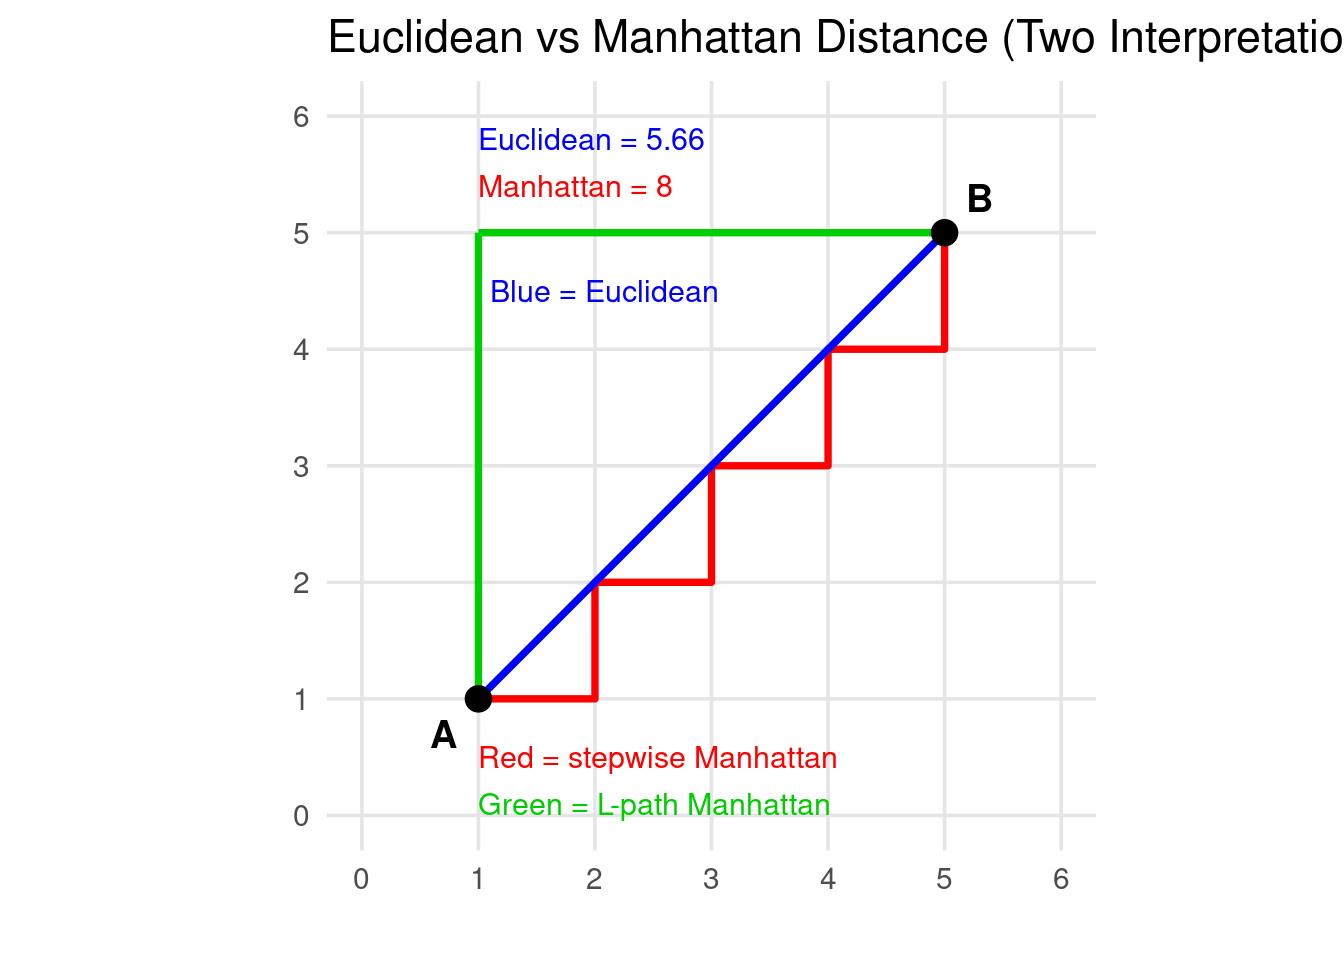 Euclidean vs Manhattan Distance (Two Interpretatio
6
Euclidean = 5.66
Manhattan = 8
B
5
Blue = Euclidean
4
3
2
1
A
Red = stepwise Manhattan
Green = L-path Manhattan
0
0 1 2 3 4 5 6